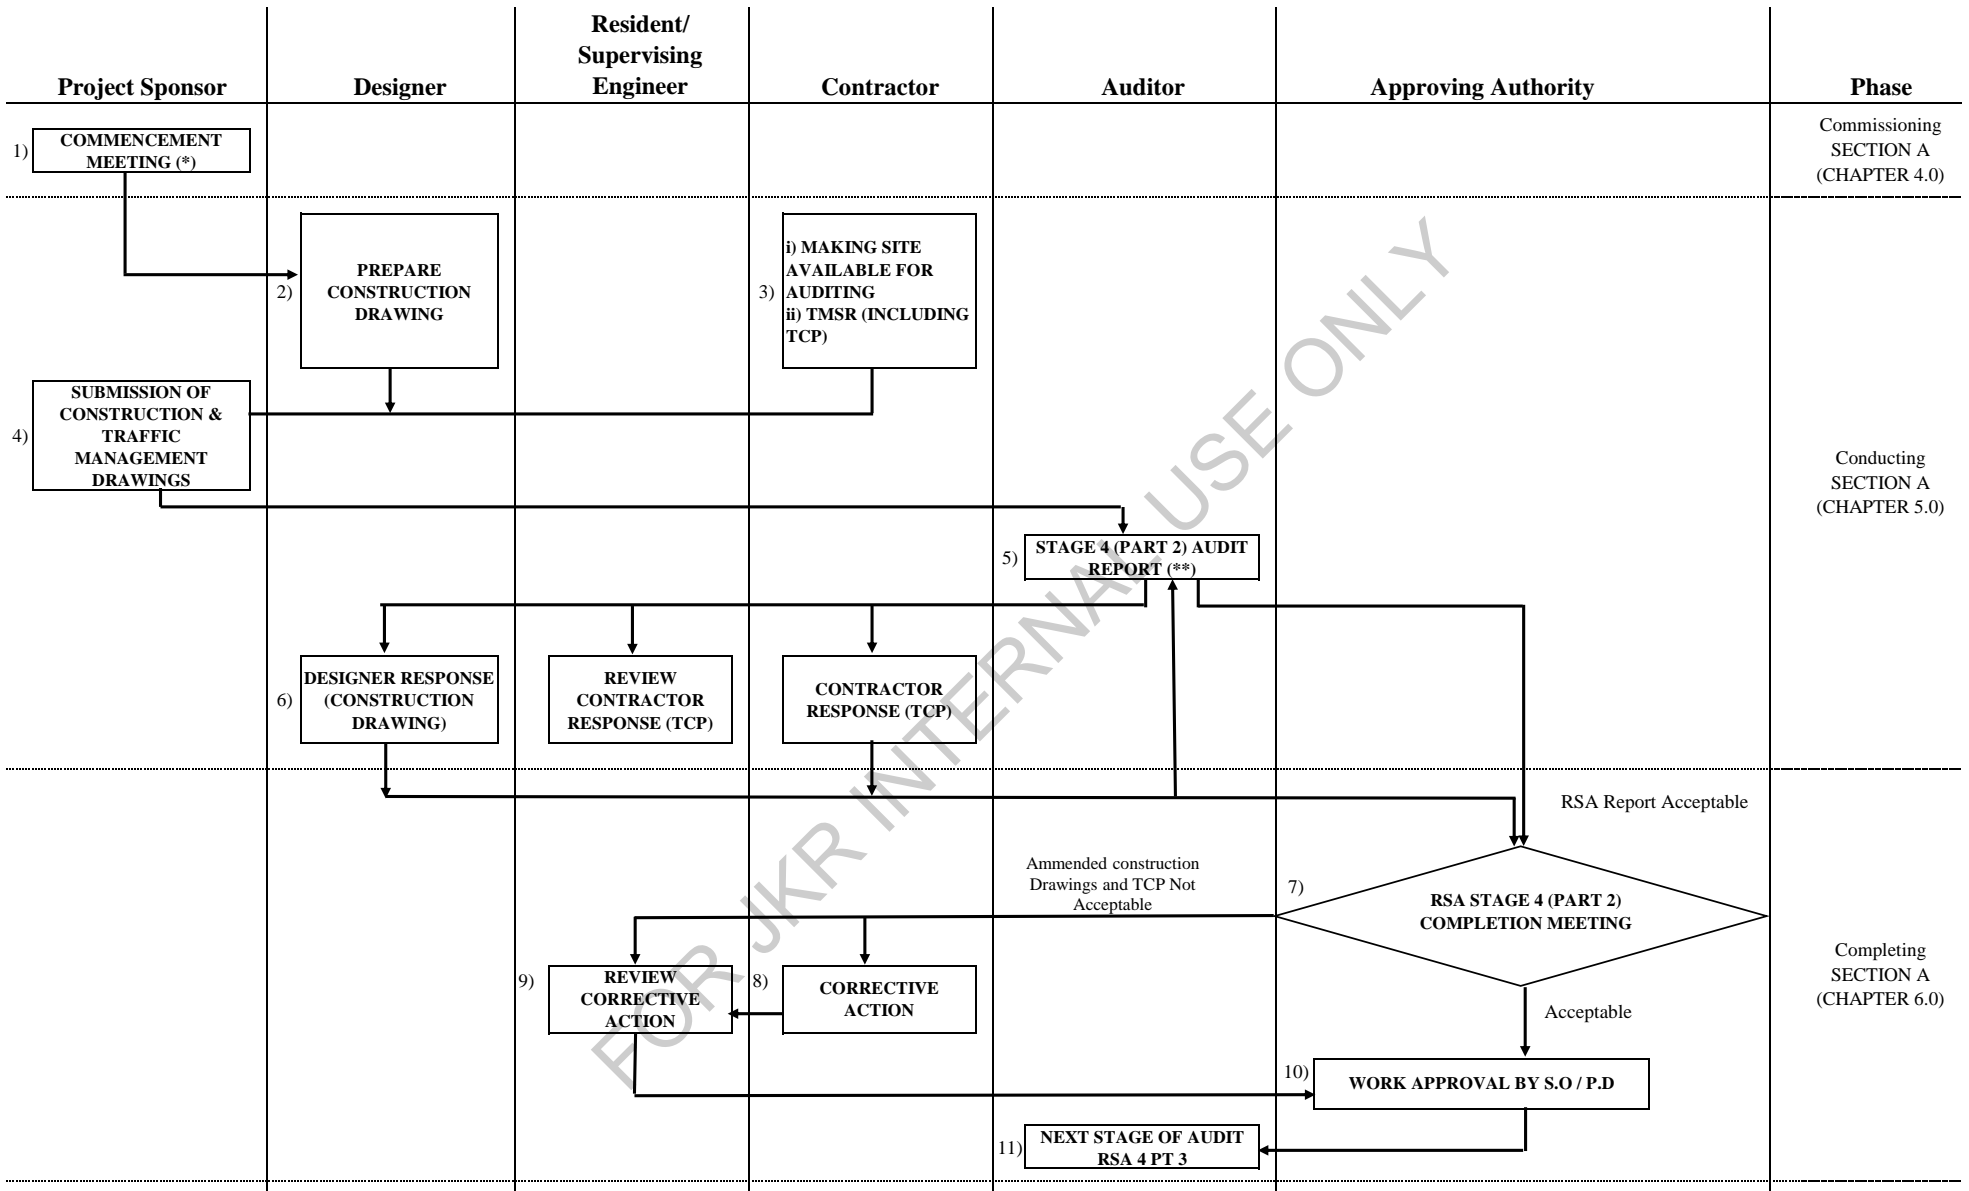 Resident/
Supervising
Engineer
Project Sponsor
Designer
Contractor
Auditor
Approving Authority
Phase
1)
COMMENCEMENT
MEETING (*)
Commissioning
SECTION A
(CHAPTER 4.0)
2)
PREPARE
CONSTRUCTION
DRAWING
3)
i) MAKING SITE
AVAILABLE FOR
AUDITING
ii) TMSR (INCLUDING
TCP)
4)
SUBMISSION OF
CONSTRUCTION &
TRAFFIC
MANAGEMENT
DRAWINGS
Conducting
SECTION A
(CHAPTER 5.0)
5)
STAGE 4 (PART 2) AUDIT
REPORT (**)
6)
DESIGNER RESPONSE
(CONSTRUCTION
DRAWING)
REVIEW
CONTRACTOR
RESPONSE (TCP)
CONTRACTOR
RESPONSE (TCP)
RSA Report Acceptable
Ammended construction
Drawings and TCP Not
Acceptable
7)
RSA STAGE 4 (PART 2)
COMPLETION MEETING
9)
REVIEW
CORRECTIVE
ACTION
8)
CORRECTIVE
ACTION
Completing
SECTION A
(CHAPTER 6.0)
Acceptable
10)
WORK APPROVAL BY S.O / P.D
11)
NEXT STAGE OF AUDIT
RSA 4 PT 3
FOR JKR INTERNAL USE ONLY